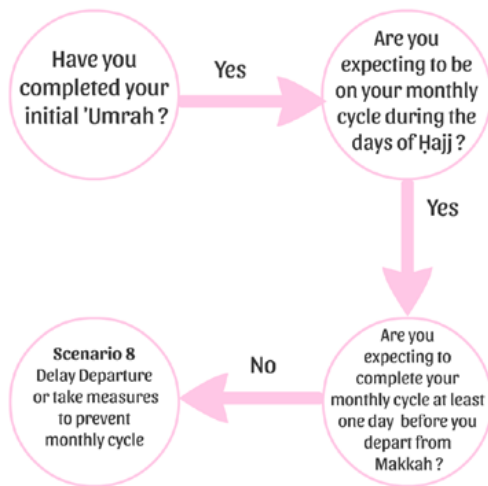 Have you
completed your
initial 'Umrah ?
Yes
Are you
expecting to be
on your monthly
cycle during the
days of Ḥajj ?
Yes
Are you
expecting to
complete your
monthly cycle at least
one day before you
depart from
Makkah ?
No
Scenario 8
Delay Departure
or take measures
to prevent
monthly cycle